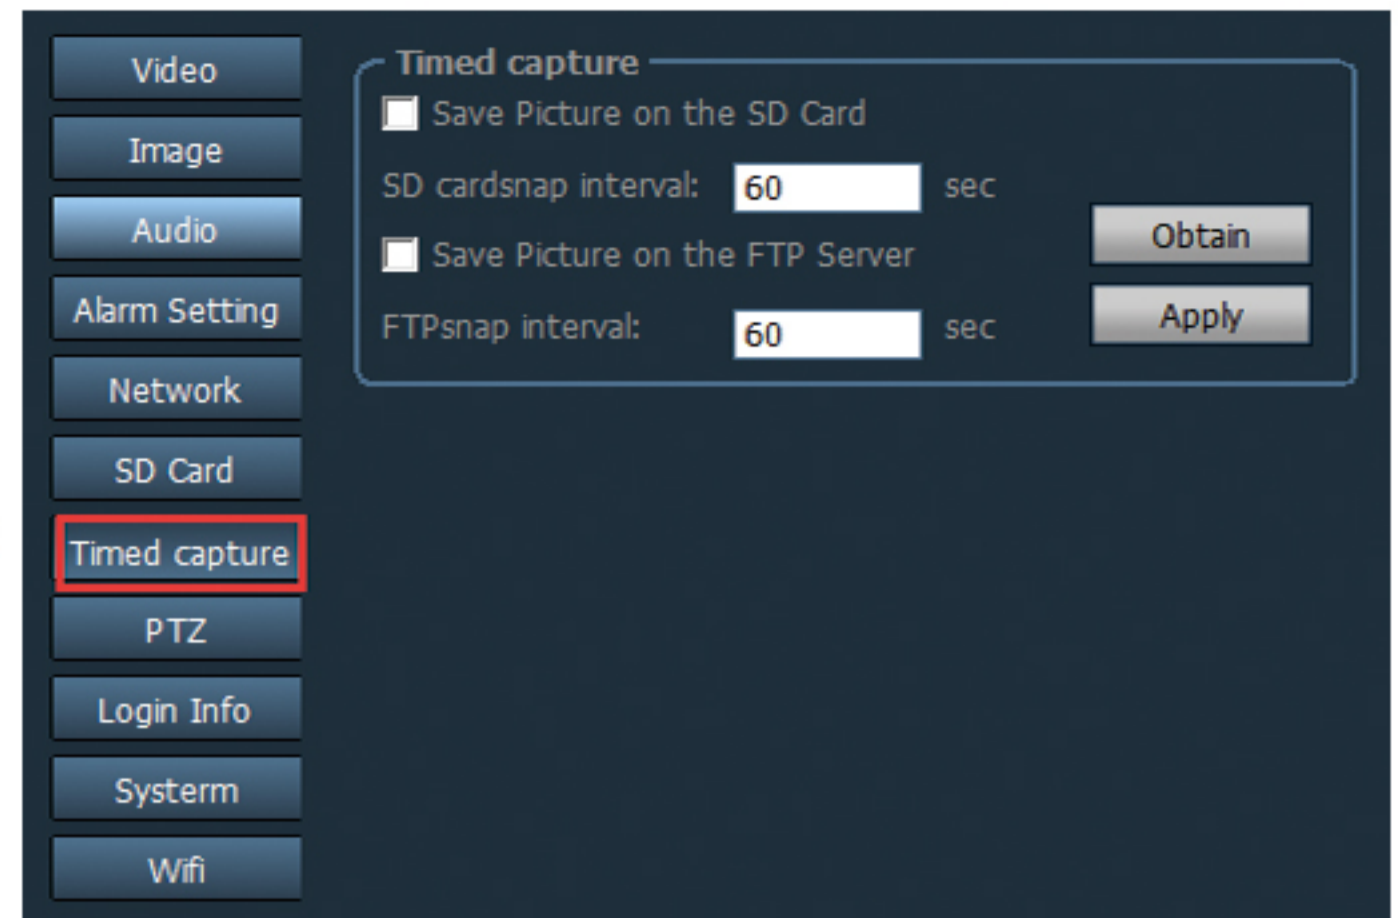 Video
Image
Audio
Alarm Setting
Network
SD Card
Timed capture
PTZ
Login Info
Systerm
Wifi
Timed capture
Save Picture on the SD Card
SD cardsnap interval: 60 sec
Save Picture on the FTP Server
FTPsnap interval: 60 sec
Obtain
Apply